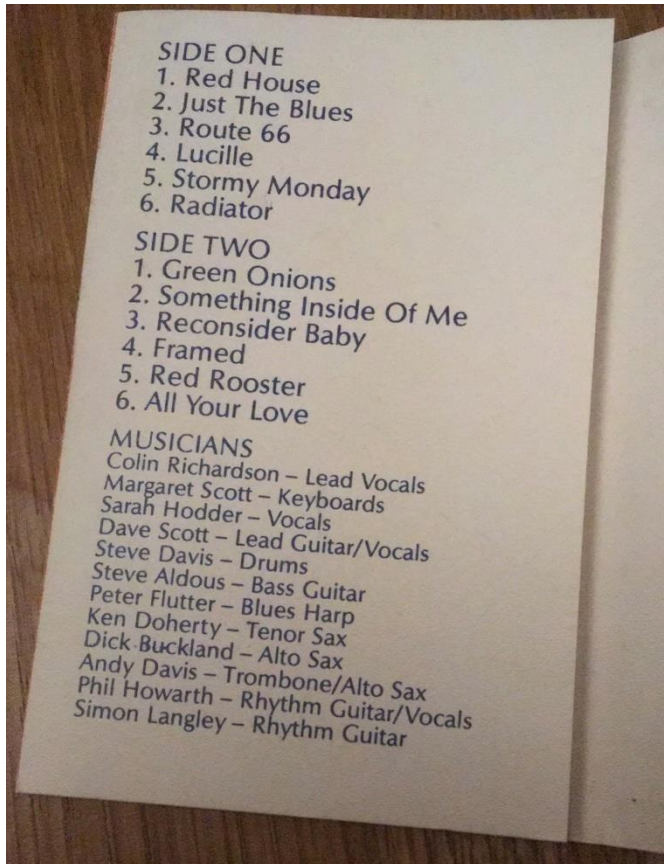 SIDE ONE
1. Red House
2. Just The Blues
3. Route 66
4. Lucille
5. Stormy Monday
6. Radiator
SIDE TWO
1. Green Onions
2. Something Inside Of Me
3. Reconsider Baby
4. Framed
5. Red Rooster
6. All Your Love
MUSICIANS
Colin Richardson – Lead Vocals
Margaret Scott – Keyboards
Sarah Hodder – Vocals
Dave Scott – Lead Guitar/Vocals
Steve Davis – Drums
Steve Aldous – Bass Guitar
Peter Flutter – Blues Harp
Ken Doherty – Tenor Sax
Dick Buckland – Alto Sax
Andy Davis – Trombone/Alto Sax
Phil Howarth – Rhythm Guitar/Vocals
Simon Langley – Rhythm Guitar